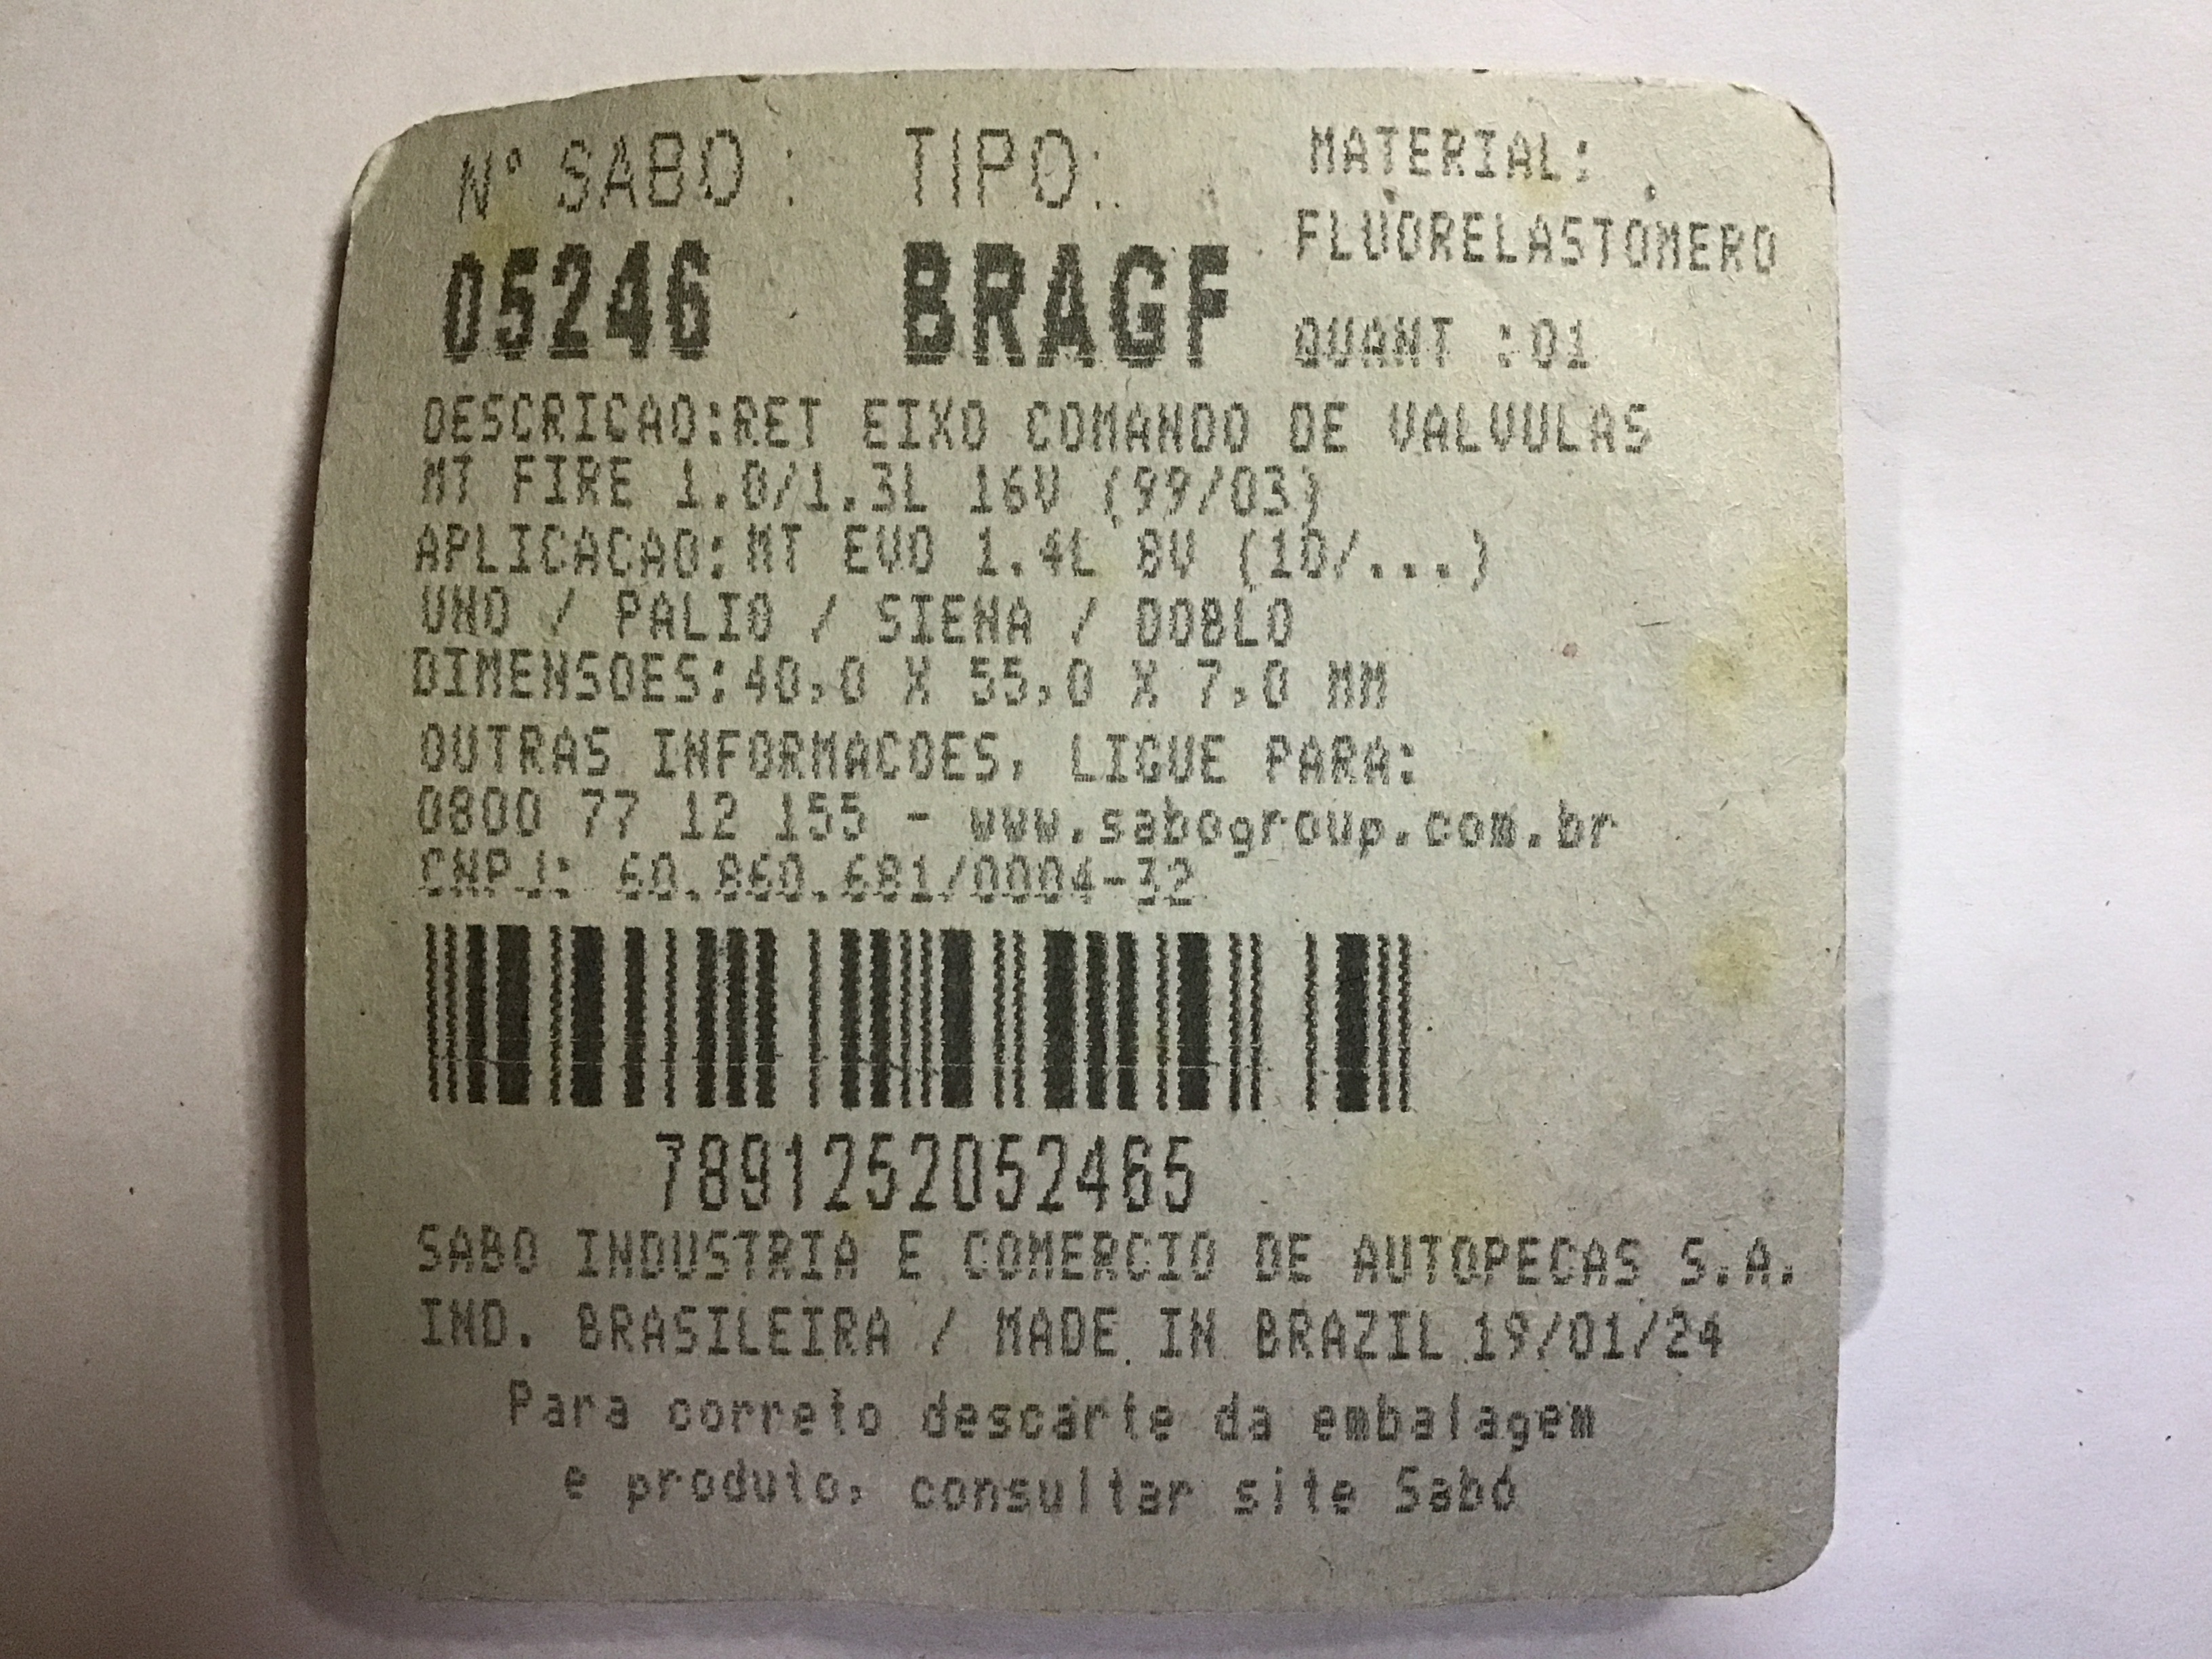 Nº SABO : TIPO: MATERIAL:
05246 BRAGF FLUORELASTOMERO
QUANT :01
DESCRICAO:RET EIXO COMANDO DE VALVULAS
MT FIRE 1.0/1.3L 16V (99/03)
APLICACAO:MT EVO 1.4L 8V (10/...)
UNO / PALIO / SIENA / DOBLO
DIMENSOES:40,0 X 55,0 X 7,0 MM
OUTRAS INFORMACOES, LIGUE PARA:
0800 77 12 155 - www.sabogroup.com.br
CNPJ: 60.860.681/0004-32
7891252052465
SABO INDUSTRIA E COMERCIO DE AUTOPECAS S.A.
IND. BRASILEIRA / MADE IN BRAZIL 19/01/24
Para correto descarte da embalagem
e produto, consultar site Sabó